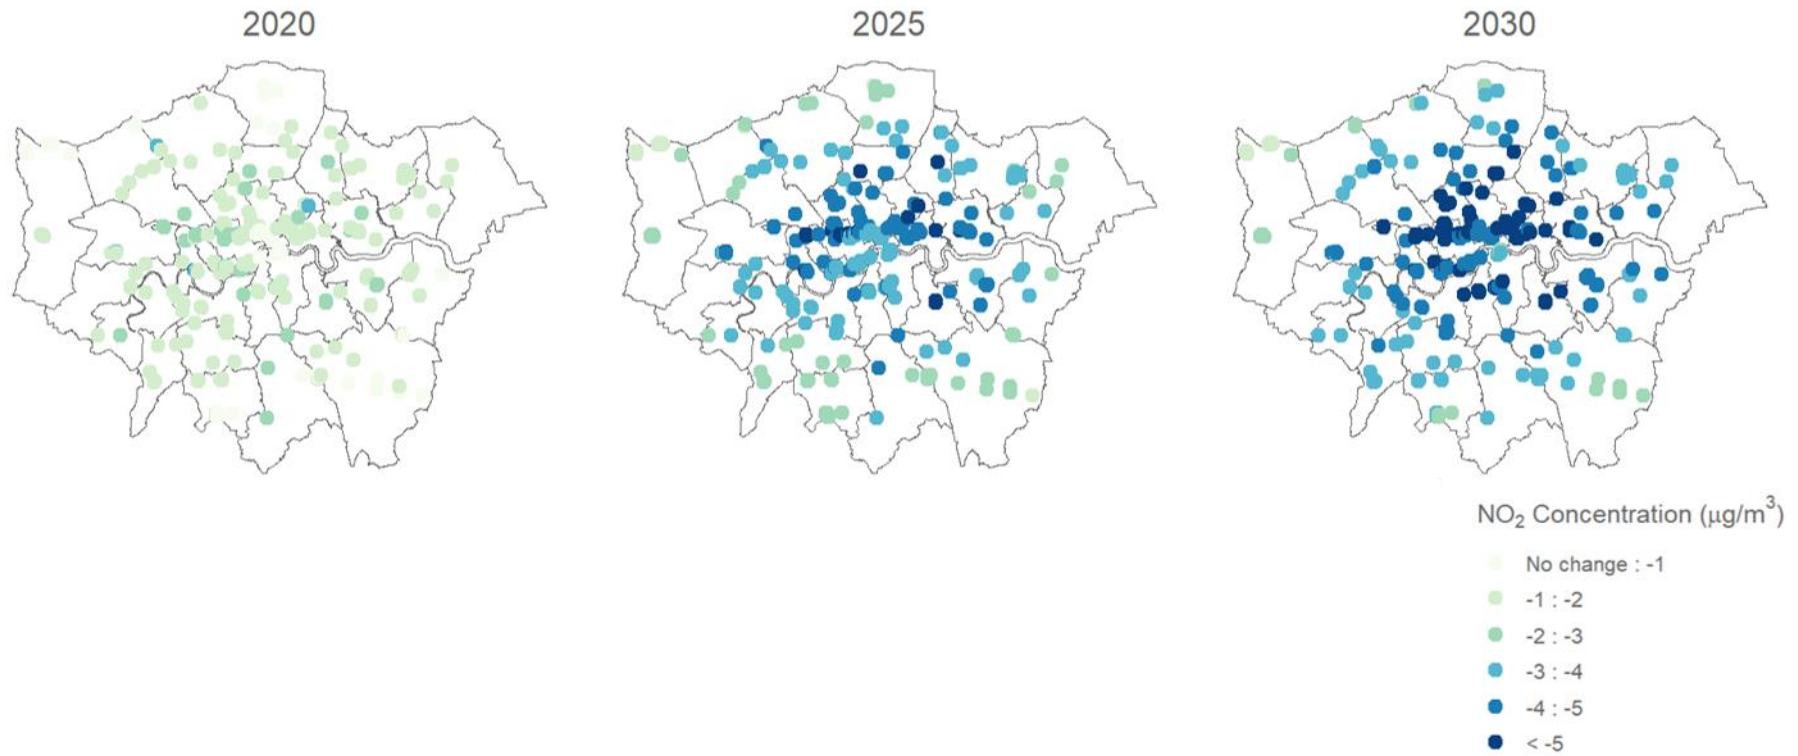 2020
2025
2030
NO₂ Concentration (μg/m³)
No change : -1
-1 : -2
-2 : -3
-3 : -4
-4 : -5
< -5